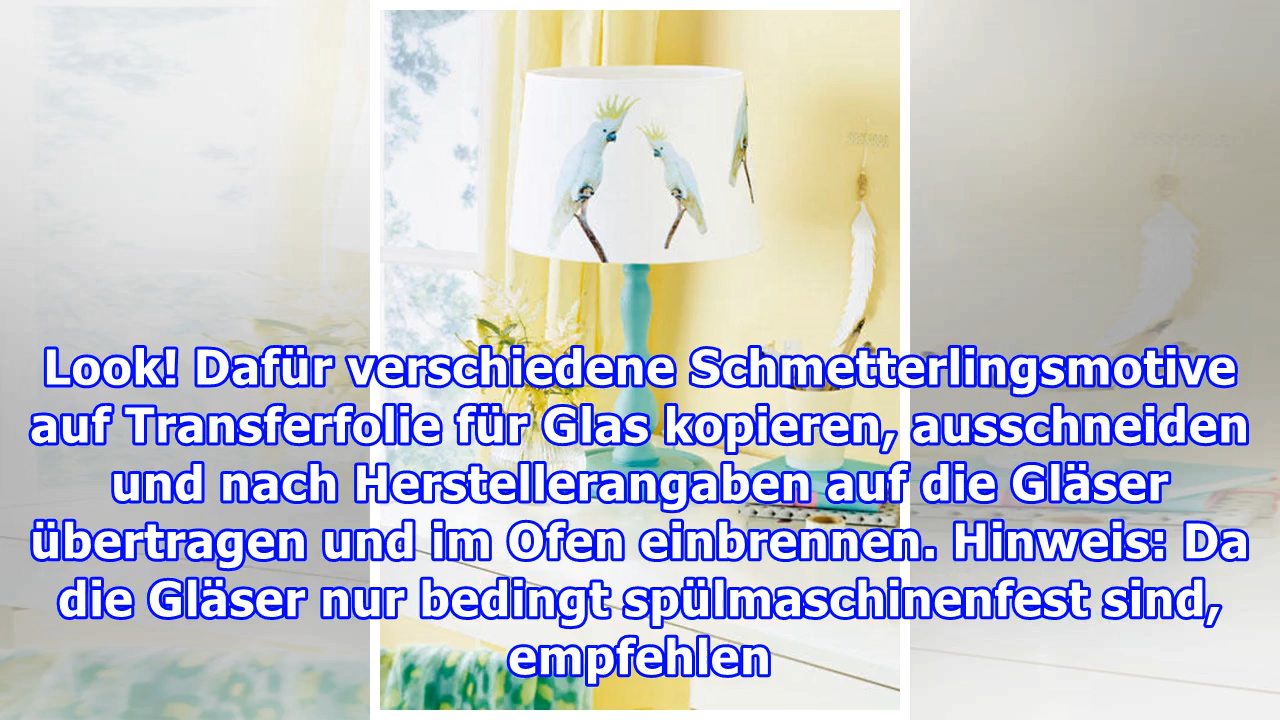 Look! Dafür verschiedene Schmetterlingsmotive
auf Transferfolie für Glas kopieren, ausschneiden
und nach Herstellerangaben auf die Gläser
übertragen und im Ofen einbrennen. Hinweis: Da
die Gläser nur bedingt spülmaschinenfest sind,
empfehlen